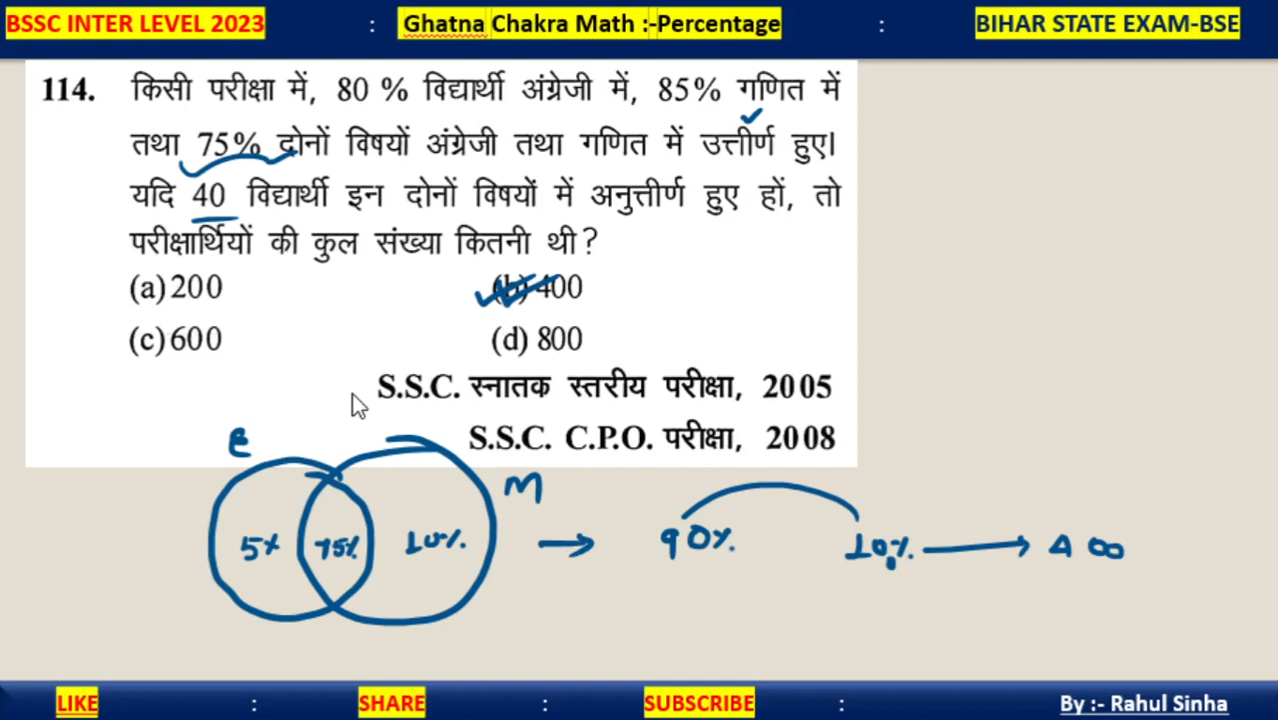 BSSC INTER LEVEL 2023 : Ghatna Chakra Math :-Percentage : BIHAR STATE EXAM-BSE
114. किसी परीक्षा में, 80 % विद्यार्थी अंग्रेजी में, 85% गणित में
तथा 75% दोनों विषयों अंग्रेजी तथा गणित में उत्तीर्ण हुए।
यदि 40 विद्यार्थी इन दोनों विषयों में अनुत्तीर्ण हुए हों, तो
परीक्षार्थियों की कुल संख्या कितनी थी?
(a) 200 (b) 400
(c) 600 (d) 800
S.S.C. स्नातक स्तरीय परीक्षा, 2005
S.S.C. C.P.O. परीक्षा, 2008
e
M
5% 75% 10% 90% 10% 400
LIKE : SHARE : SUBSCRIBE : By :- Rahul Sinha